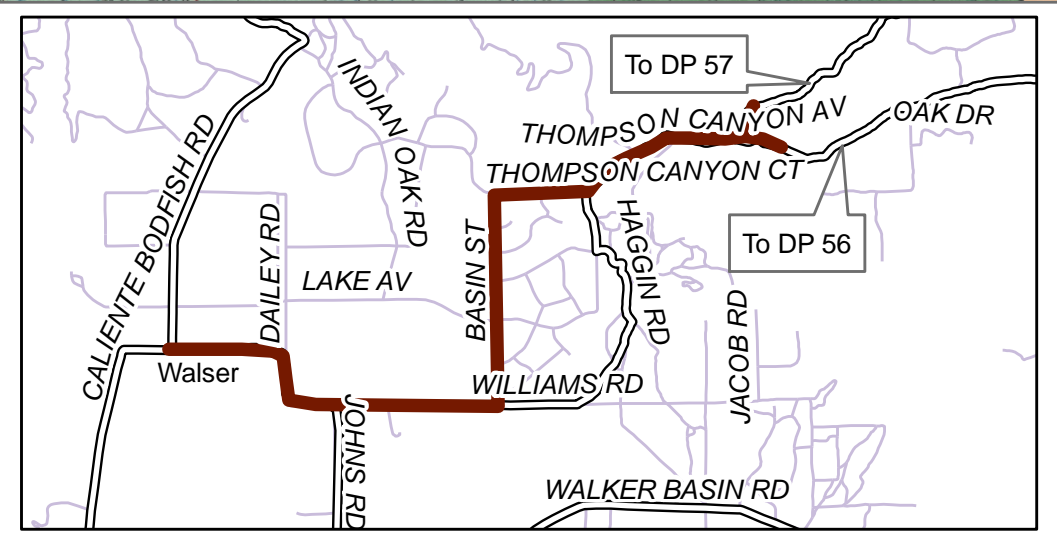 To DP 57
INDIAN OAK RD
THOMPSON CANYON AV
OAK DR
CALIENTE BODFISH RD
THOMPSON CANYON CT
DAILEY RD
HAGGIN RD
BASIN ST
To DP 56
LAKE AV
JACOB RD
Walser
WILLIAMS RD
JOHNS RD
WALKER BASIN RD